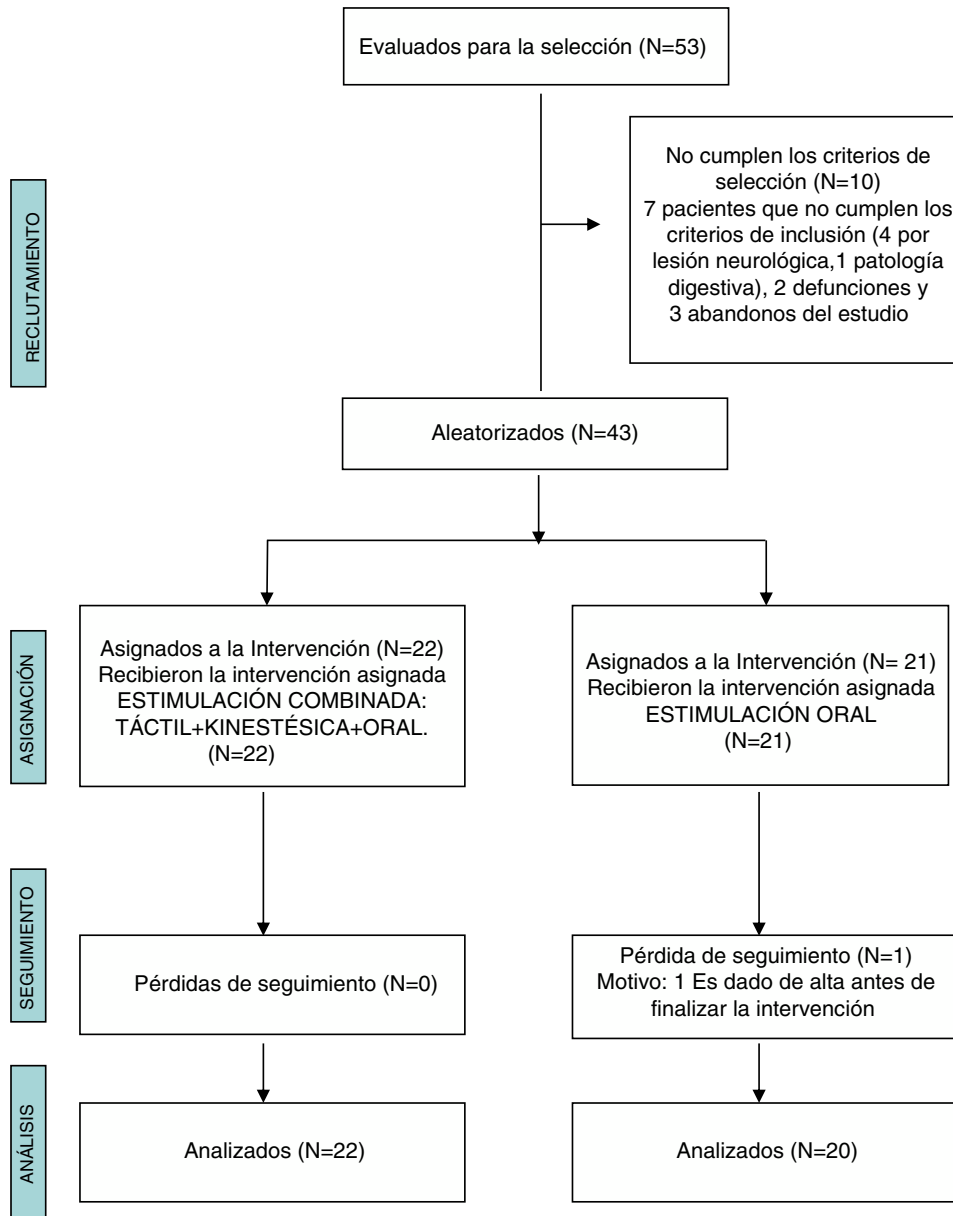 Evaluados para la selección (N=53)
No cumplen los criterios de
selección (N=10)
7 pacientes que no cumplen los
criterios de inclusión (4 por
lesión neurológica,1 patología
digestiva), 2 defunciones y
3 abandonos del estudio
RECLUTAMIENTO
Aleatorizados (N=43)
ASIGNACIÓN
Asignados a la Intervención (N=22)
Recibieron la intervención asignada
ESTIMULACIÓN COMBINADA:
TÁCTIL+KINESTÉSICA+ORAL.
(N=22)
Asignados a la Intervención (N= 21)
Recibieron la intervención asignada
ESTIMULACIÓN ORAL
(N=21)
SEGUIMIENTO
Pérdidas de seguimiento (N=0)
Pérdida de seguimiento (N=1)
Motivo: 1 Es dado de alta antes de
finalizar la intervención
ANÁLISIS
Analizados (N=22)
Analizados (N=20)